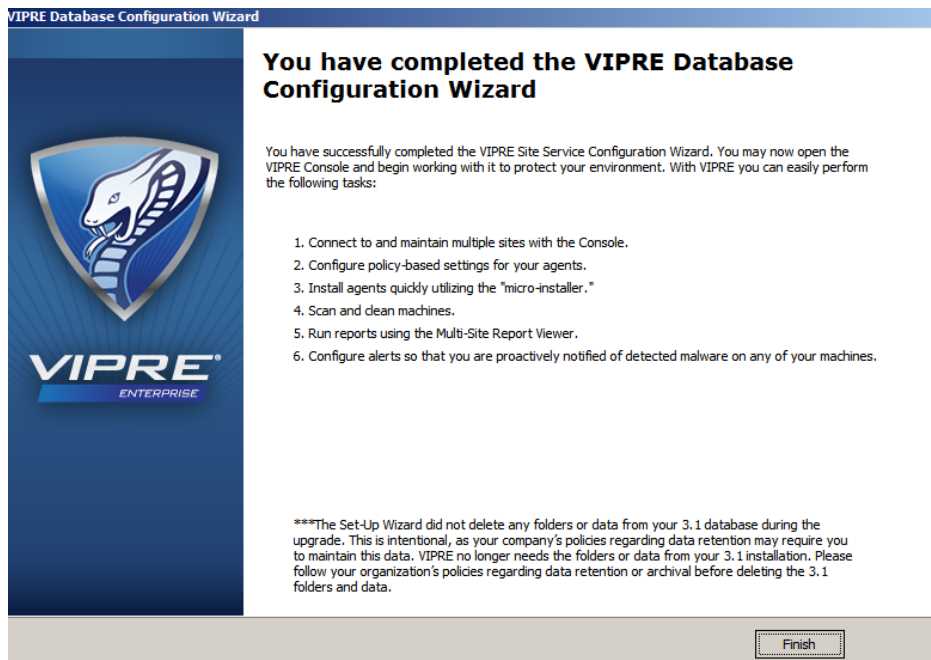 VIPRE Database Configuration Wizard
You have completed the VIPRE Database
Configuration Wizard
You have successfully completed the VIPRE Site Service Configuration Wizard. You may now open the
VIPRE Console and begin working with it to protect your environment. With VIPRE you can easily perform
the following tasks:
1. Connect to and maintain multiple sites with the Console.
2. Configure policy-based settings for your agents.
3. Install agents quickly utilizing the "micro-installer."
4. Scan and clean machines.
5. Run reports using the Multi-Site Report Viewer.
6. Configure alerts so that you are proactively notified of detected malware on any of your machines.
VIPRE®
ENTERPRISE
***The Set-Up Wizard did not delete any folders or data from your 3.1 database during the
upgrade. This is intentional, as your company's policies regarding data retention may require you
to maintain this data. VIPRE no longer needs the folders or data from your 3.1 installation. Please
follow your organization's policies regarding data retention or archival before deleting the 3.1
folders and data.
Finish